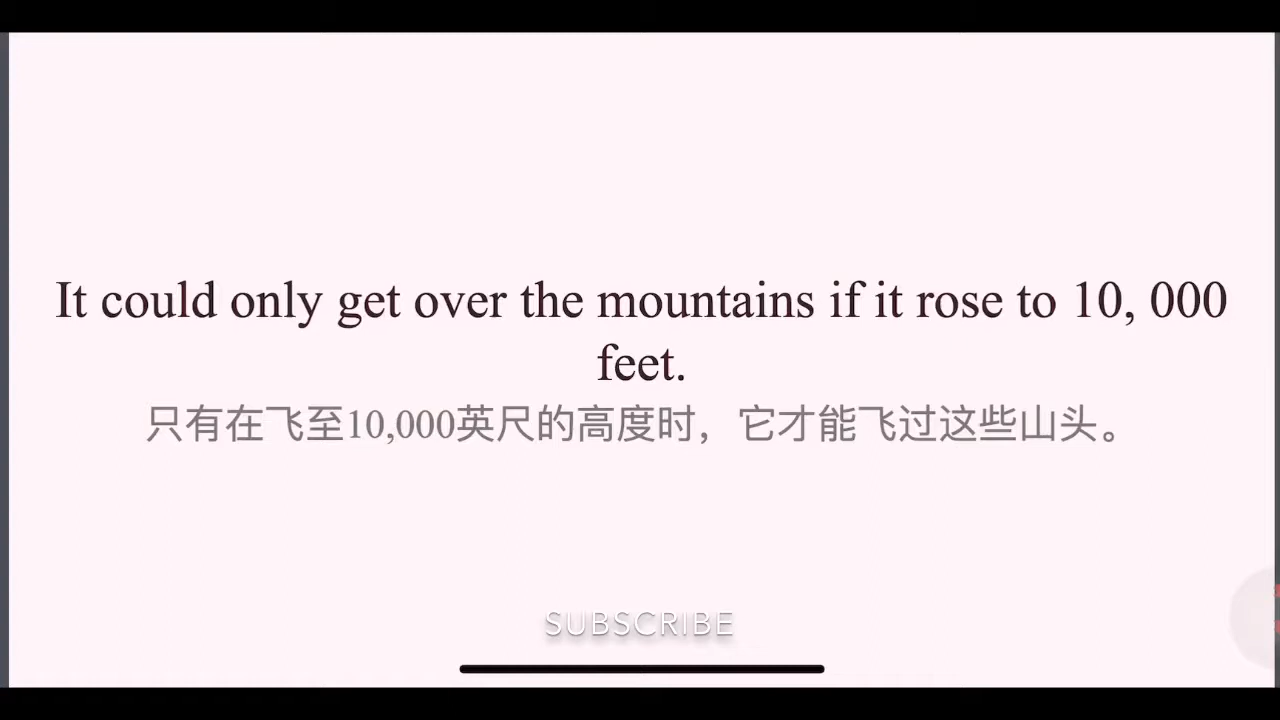 It could only get over the mountains if it rose to 10, 000
feet.
只有在飞至10,000英尺的高度时，它才能飞过这些山头。
SUBSCRIBE